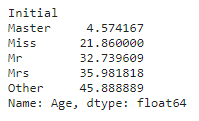 Initial
Master     4.574167
Miss      21.860000
Mr        32.739609
Mrs       35.981818
Other     45.888889
Name: Age, dtype: float64